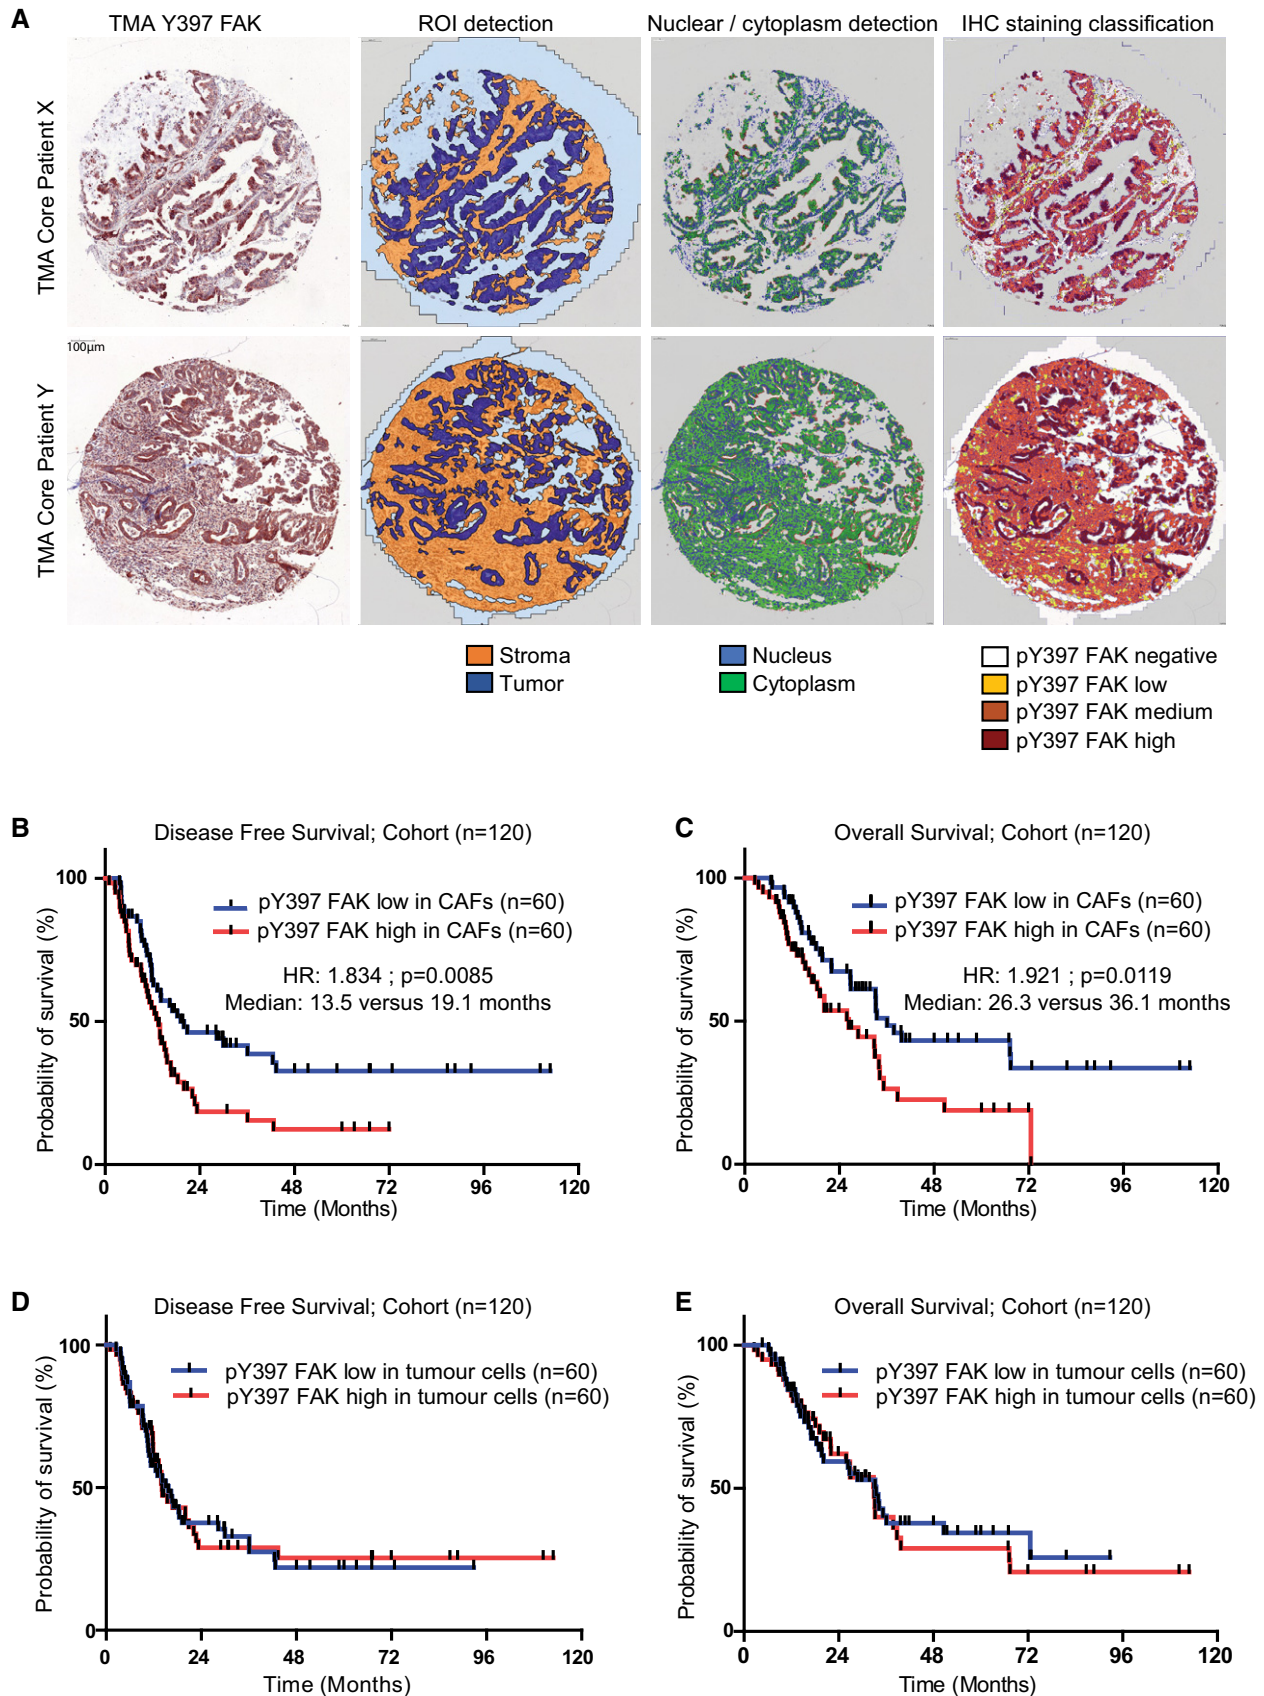 A
TMA Y397 FAK
ROI detection
Nuclear / cytoplasm detection
IHC staining classification
TMA Core Patient X
TMA Core Patient Y
100µm
Stroma
Tumor
Nucleus
Cytoplasm
pY397 FAK negative
pY397 FAK low
pY397 FAK medium
pY397 FAK high
B
Disease Free Survival; Cohort (n=120)
Probability of survival (%)
100
50
0
pY397 FAK low in CAFs (n=60)
pY397 FAK high in CAFs (n=60)
HR: 1.834 ; p=0.0085
Median: 13.5 versus 19.1 months
0 24 48 72 96 120
Time (Months)
C
Overall Survival; Cohort (n=120)
Probability of survival (%)
100
50
0
pY397 FAK low in CAFs (n=60)
pY397 FAK high in CAFs (n=60)
HR: 1.921 ; p=0.0119
Median: 26.3 versus 36.1 months
0 24 48 72 96 120
Time (Months)
D
Disease Free Survival; Cohort (n=120)
Probability of survival (%)
100
50
0
pY397 FAK low in tumour cells (n=60)
pY397 FAK high in tumour cells (n=60)
0 24 48 72 96 120
Time (Months)
E
Overall Survival; Cohort (n=120)
Probability of survival (%)
100
50
0
pY397 FAK low in tumour cells (n=60)
pY397 FAK high in tumour cells (n=60)
0 24 48 72 96 120
Time (Months)